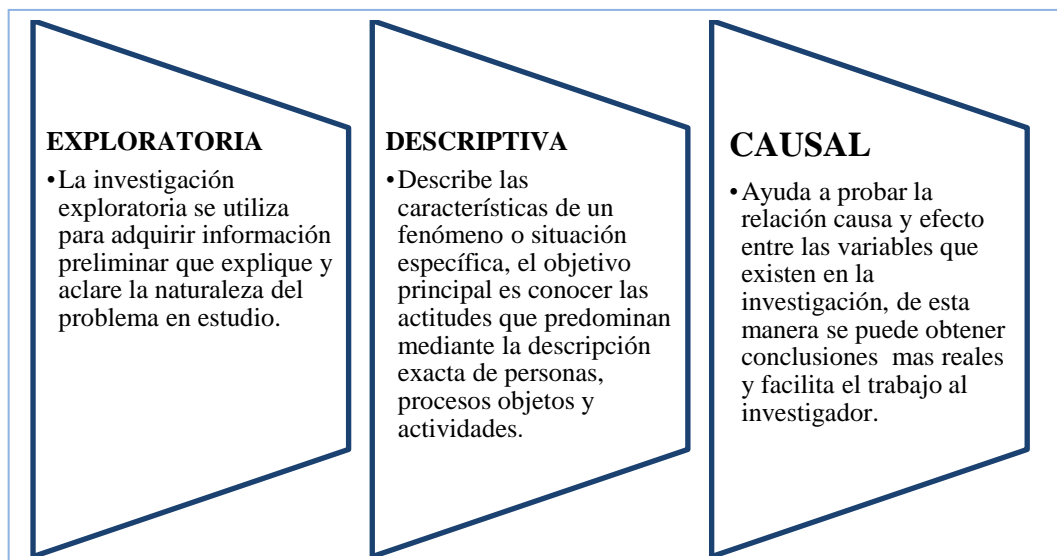 EXPLORATORIA
•La investigación
exploratoria se utiliza
para adquirir información
preliminar que explique y
aclare la naturaleza del
problema en estudio.
DESCRIPTIVA
•Describe las
características de un
fenómeno o situación
específica, el objetivo
principal es conocer las
actitudes que predominan
mediante la descripción
exacta de personas,
procesos objetos y
actividades.
CAUSAL
•Ayuda a probar la
relación causa y efecto
entre las variables que
existen en la
investigación, de esta
manera se puede obtener
conclusiones  mas reales
y facilita el trabajo al
investigador.